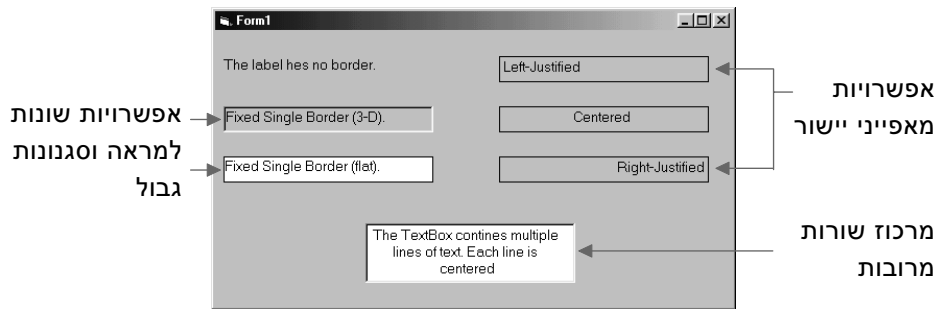 Form1
The label hes no border.
Left-Justified
אפשרויות
מאפייני יישור
אפשרויות שונות
למראה וסגנונות
גבול
Fixed Single Border (3-D).
Centered
Fixed Single Border (flat).
Right-Justified
The TextBox contines multiple
lines of text. Each line is
centered
מרכוז שורות
מרובות